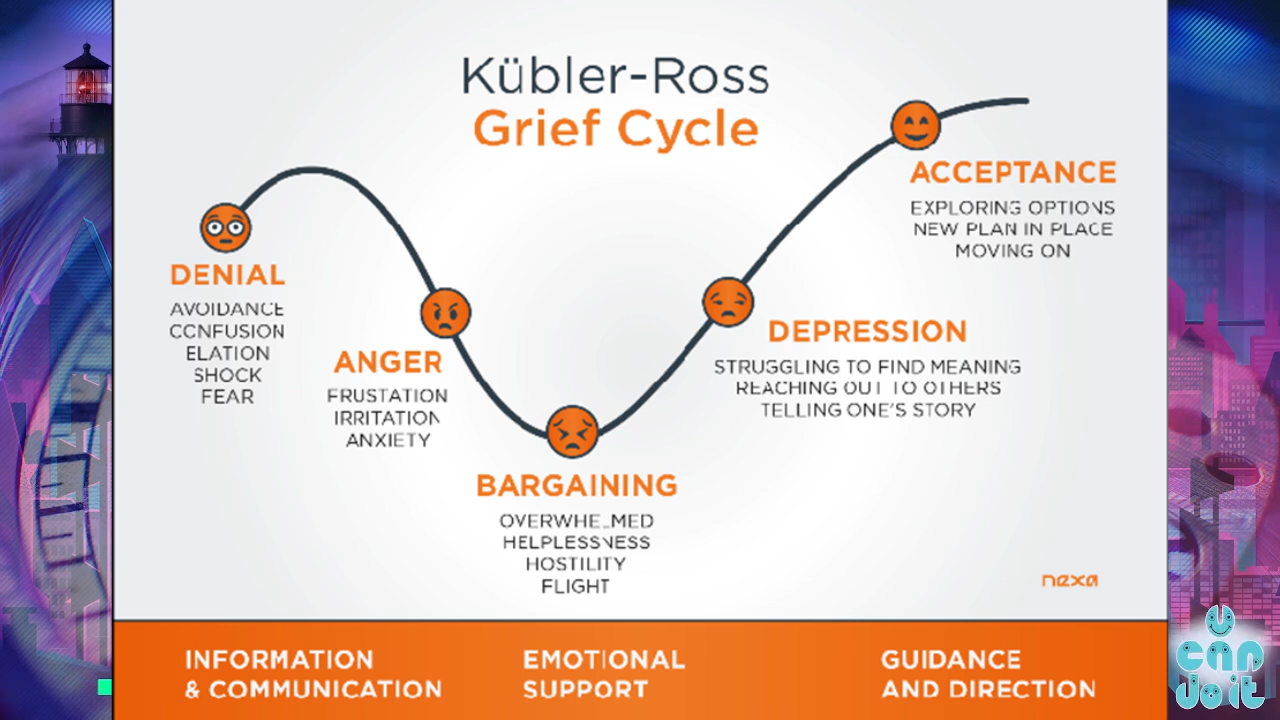 Kübler-Ross
Grief Cycle
DENIAL
AVOIDANCE
CONFUSION
ELATION
SHOCK
FEAR
ANGER
FRUSTATION
IRRITATION
ANXIETY
BARGAINING
OVERWHELMED
HELPLESSNESS
HOSTILITY
FLIGHT
DEPRESSION
STRUGGLING TO FIND MEANING
REACHING OUT TO OTHERS
TELLING ONE'S STORY
ACCEPTANCE
EXPLORING OPTIONS
NEW PLAN IN PLACE
MOVING ON
nexa
INFORMATION
& COMMUNICATION
EMOTIONAL
SUPPORT
GUIDANCE
AND DIRECTION
U
can
do it